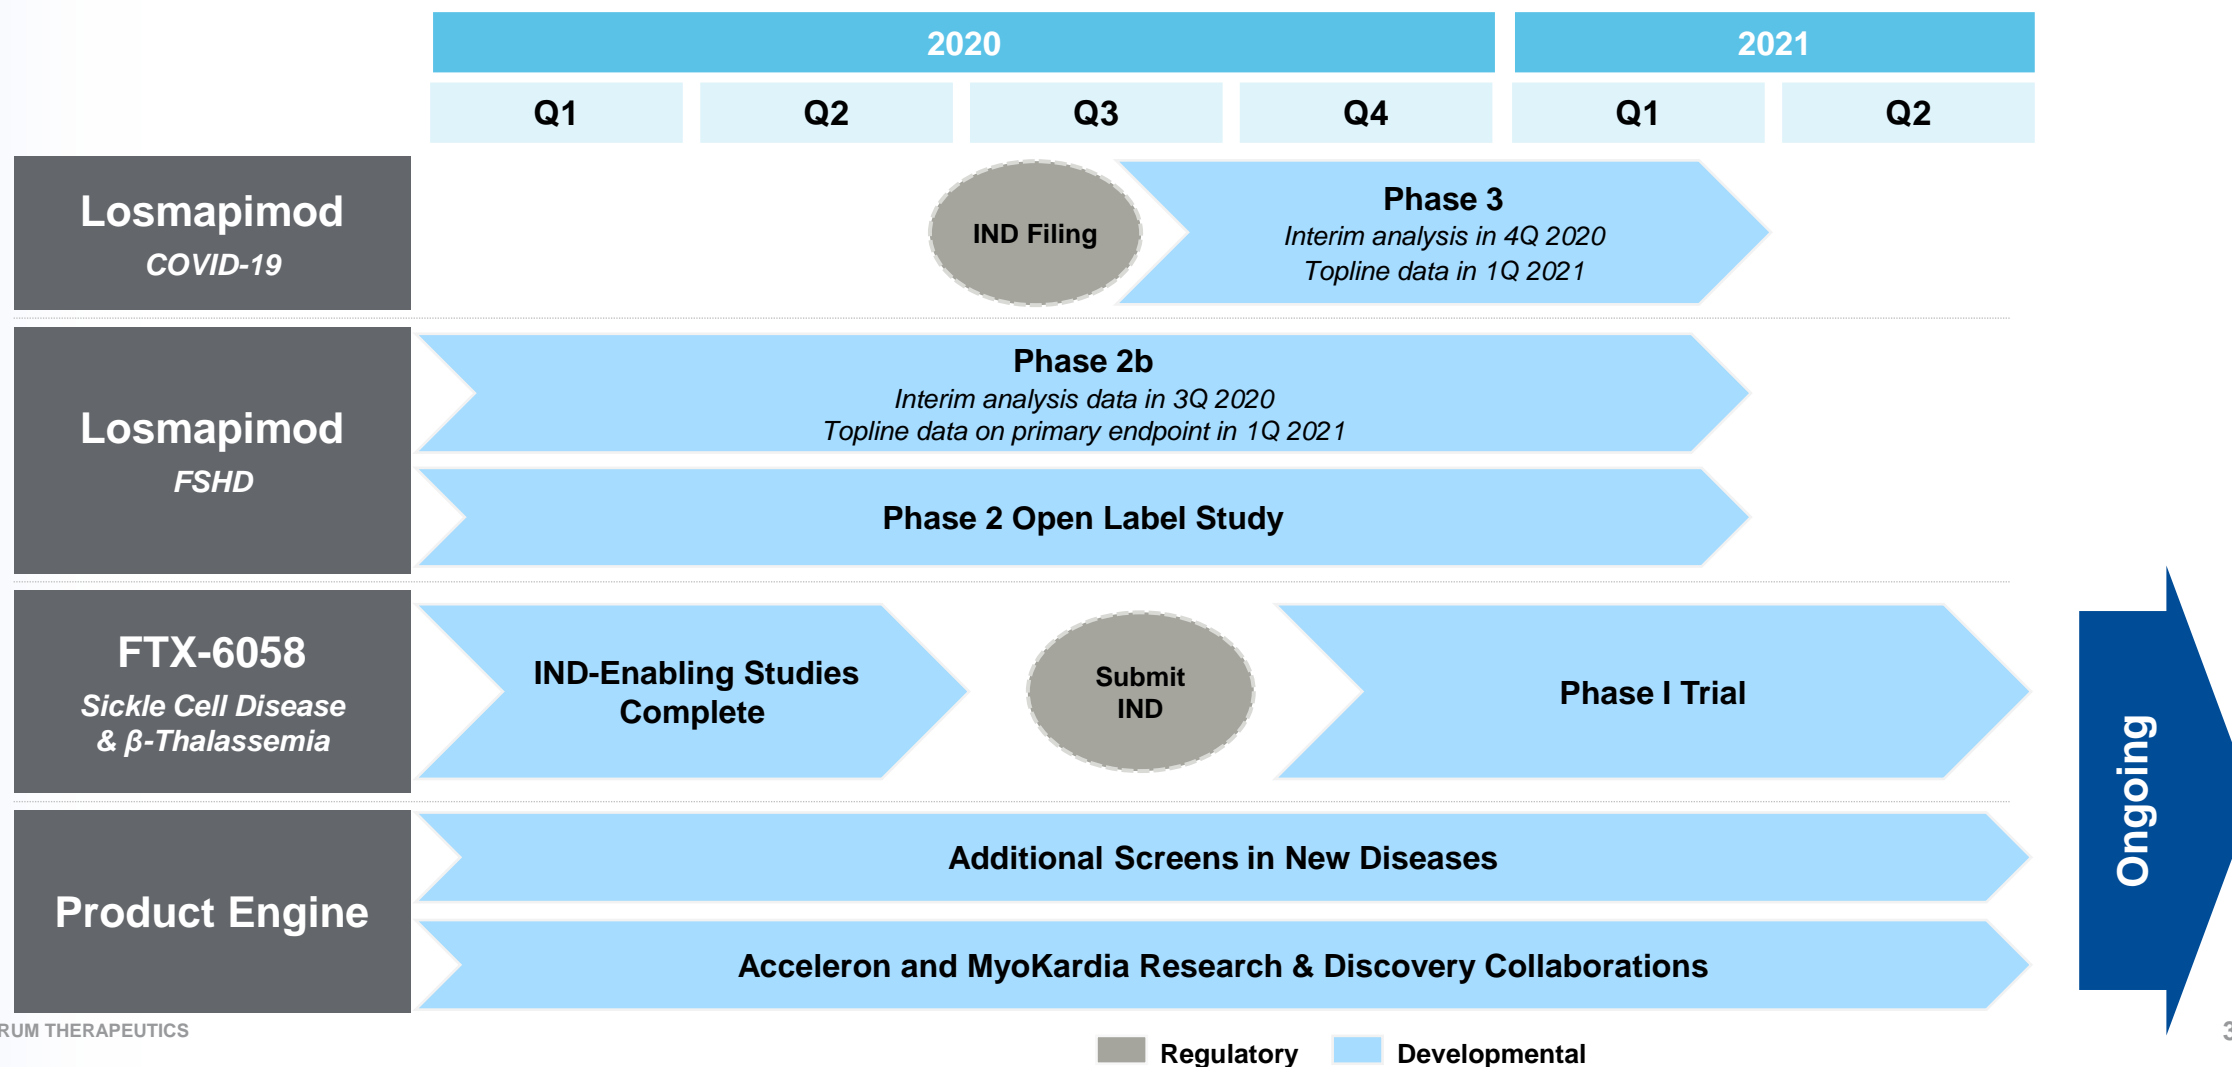 2020
2021
Q1
Q2
Q3
Q4
Q1
Q2
Losmapimod
COVID-19
IND Filing
Phase 3
Interim analysis in 4Q 2020
Topline data in 1Q 2021
Losmapimod
FSHD
Phase 2b
Interim analysis data in 3Q 2020
Topline data on primary endpoint in 1Q 2021
Phase 2 Open Label Study
FTX-6058
Sickle Cell Disease
& β-Thalassemia
IND-Enabling Studies
Complete
Submit
IND
Phase I Trial
Product Engine
Additional Screens in New Diseases
Acceleron and MyoKardia Research & Discovery Collaborations
Ongoing
RUM THERAPEUTICS
Regulatory
Developmental